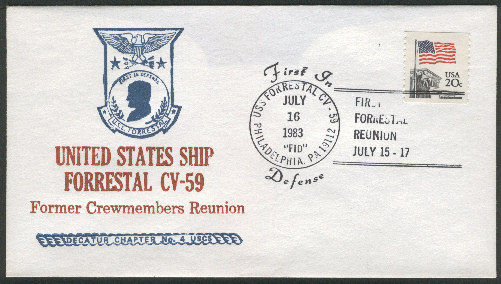 FIRST IN DEFENSE
USS FORRESTAL
UNITED STATES SHIP
FORRESTAL CV-59
Former Crewmembers Reunion
DECATUR CHAPTER No. 4 USCS
First In
USS FORRESTAL CV-59
JULY
16
1983
"FID"
PHILADELPHIA, PA 19112
Defense
FIRST
FORRESTAL
REUNION
JULY 15-17
USA
20c